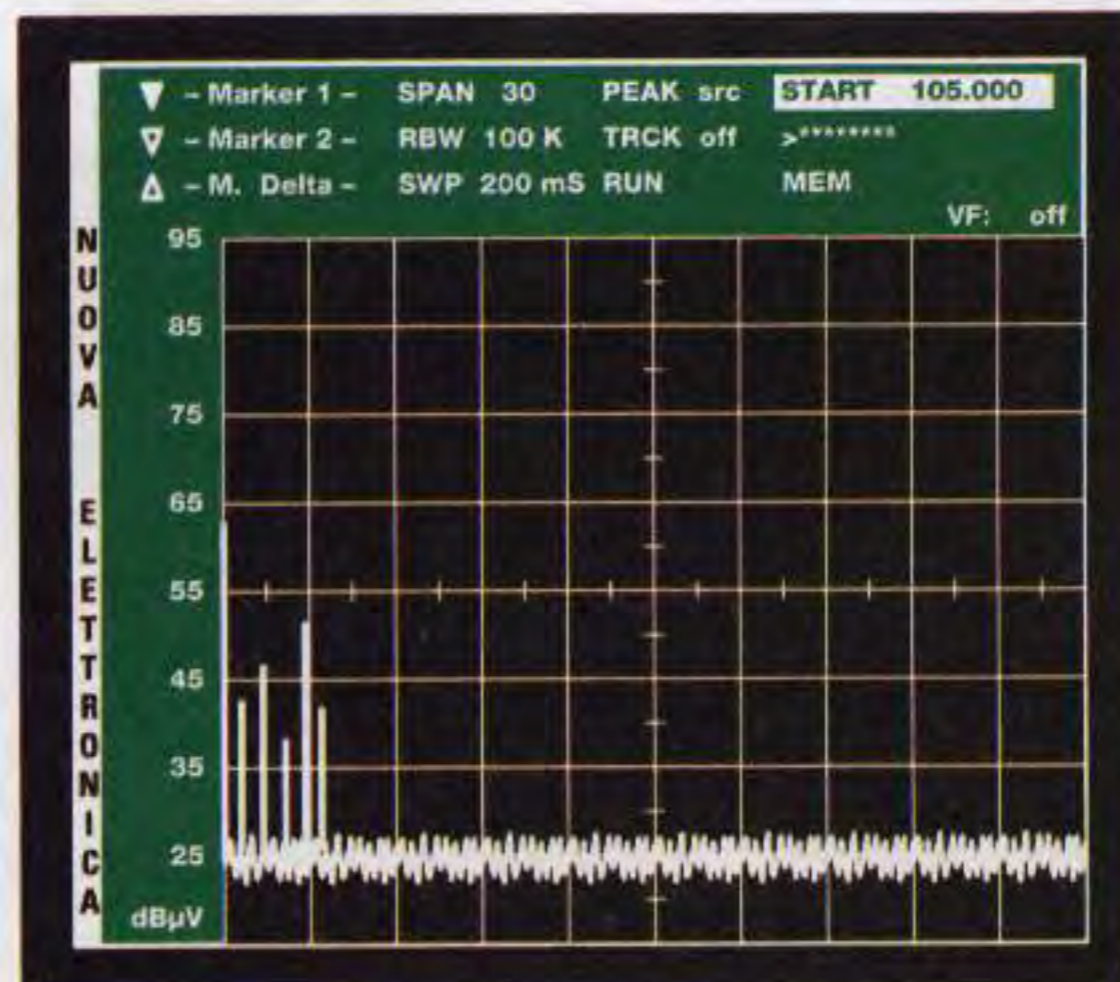 ▼ - Marker 1 - SPAN 30 PEAK src START 105.000
▽ - Marker 2 - RBW 100 K TRCK off >********
△ - M. Delta - SWP 200 mS RUN MEM
VF: off
NUOVA ELETTRONICA
95
85
75
65
55
45
35
25
dBµV